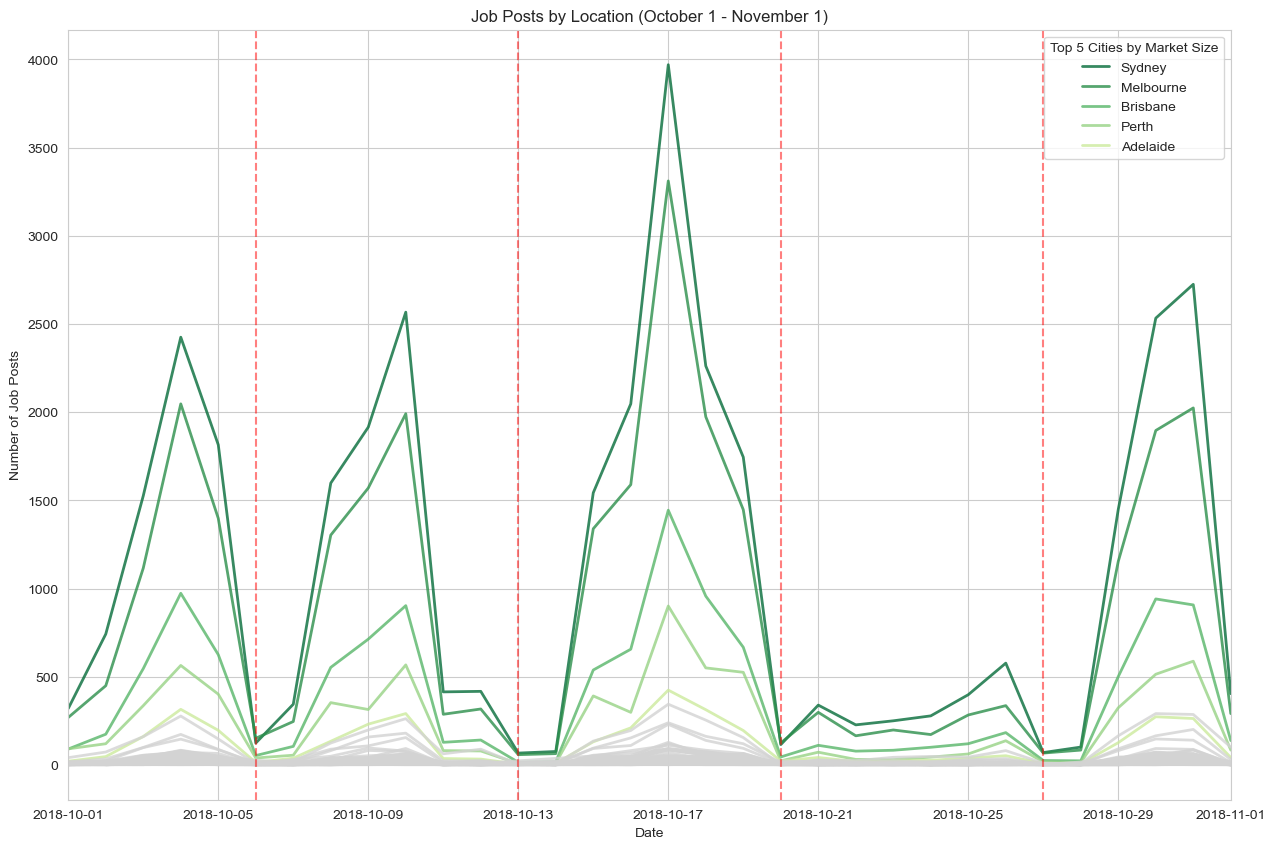 Job Posts by Location (October 1 - November 1)
Top 5 Cities by Market Size
Sydney
Melbourne
Brisbane
Perth
Adelaide
Number of Job Posts
4000
3500
3000
2500
2000
1500
1000
500
0
2018-10-01
2018-10-05
2018-10-09
2018-10-13
2018-10-17
2018-10-21
2018-10-25
2018-10-29
2018-11-01
Date